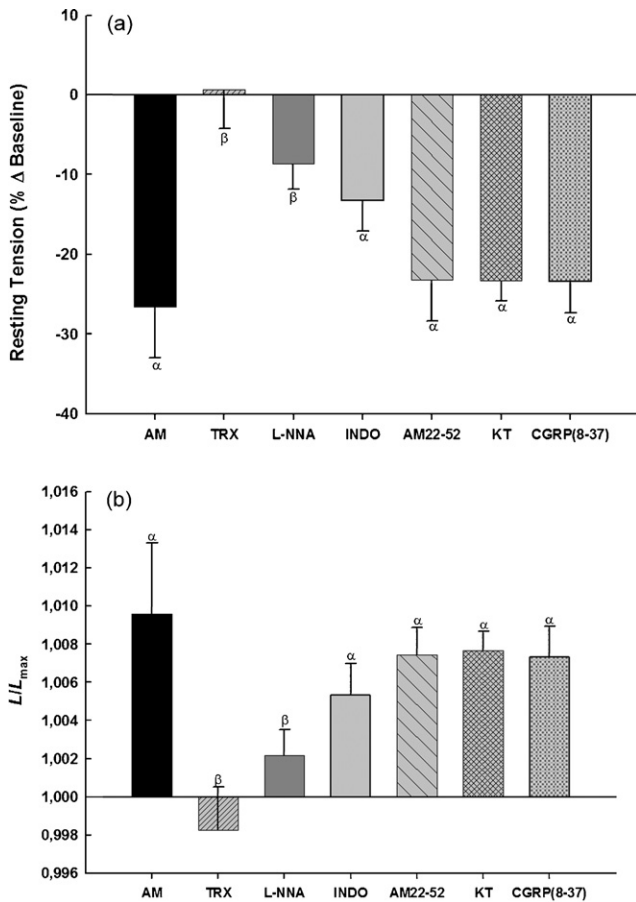 (a)
Resting Tension (% Δ Baseline)
0
-10
-20
-30
-40
α
β
β
α
α
α
α
AM TRX L-NNA INDO AM22-52 KT CGRP(8-37)
(b)
L/Lmax
1,016
1,014
1,012
1,010
1,008
1,006
1,004
1,002
1,000
0,998
0,996
α
β
β
α
α
α
α
AM TRX L-NNA INDO AM22-52 KT CGRP(8-37)